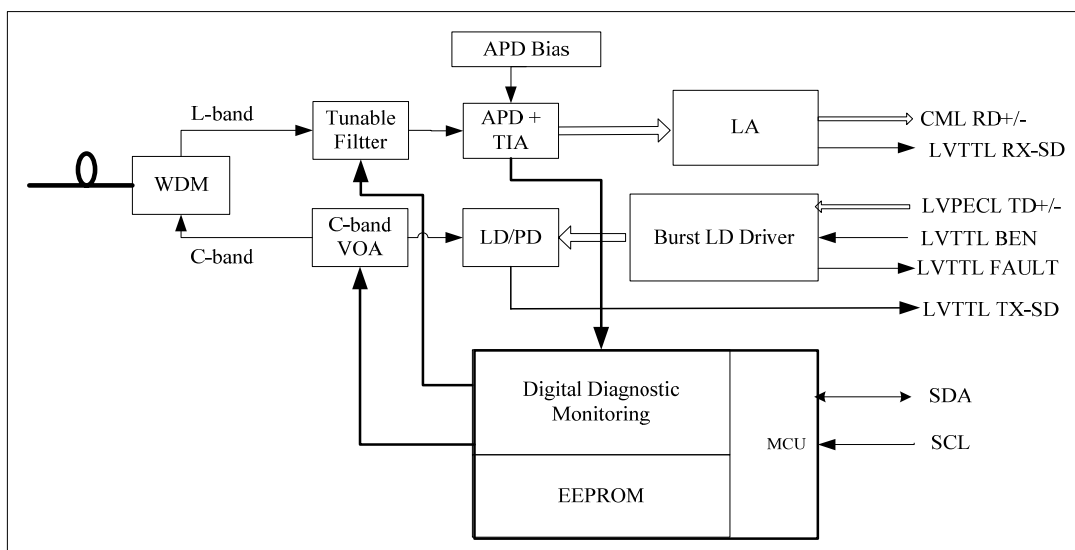 APD Bias
L-band
Tunable
Filtter
APD +
TIA
LA
CML RD+/-
LVTTL RX-SD
WDM
C-band
VOA
C-band
LD/PD
Burst LD Driver
LVPECL TD+/-
LVTTL BEN
LVTTL FAULT
LVTTL TX-SD
Digital Diagnostic
Monitoring
MCU
SDA
SCL
EEPROM